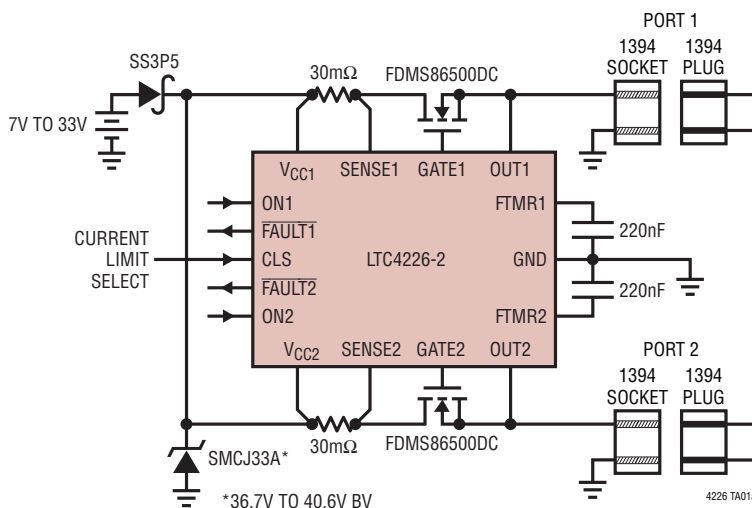 PORT 1
1394
SOCKET
1394
PLUG
SS3P5
30mΩ
FDMS86500DC
7V TO 33V
VCC1
SENSE1
GATE1
OUT1
ON1
FTMR1
FAULT1
220nF
CURRENT
LIMIT
SELECT
CLS
LTC4226-2
GND
FAULT2
220nF
ON2
FTMR2
VCC2
SENSE2
GATE2
OUT2
PORT 2
1394
SOCKET
1394
PLUG
30mΩ
FDMS86500DC
SMCJ33A*
*36.7V TO 40.6V BV